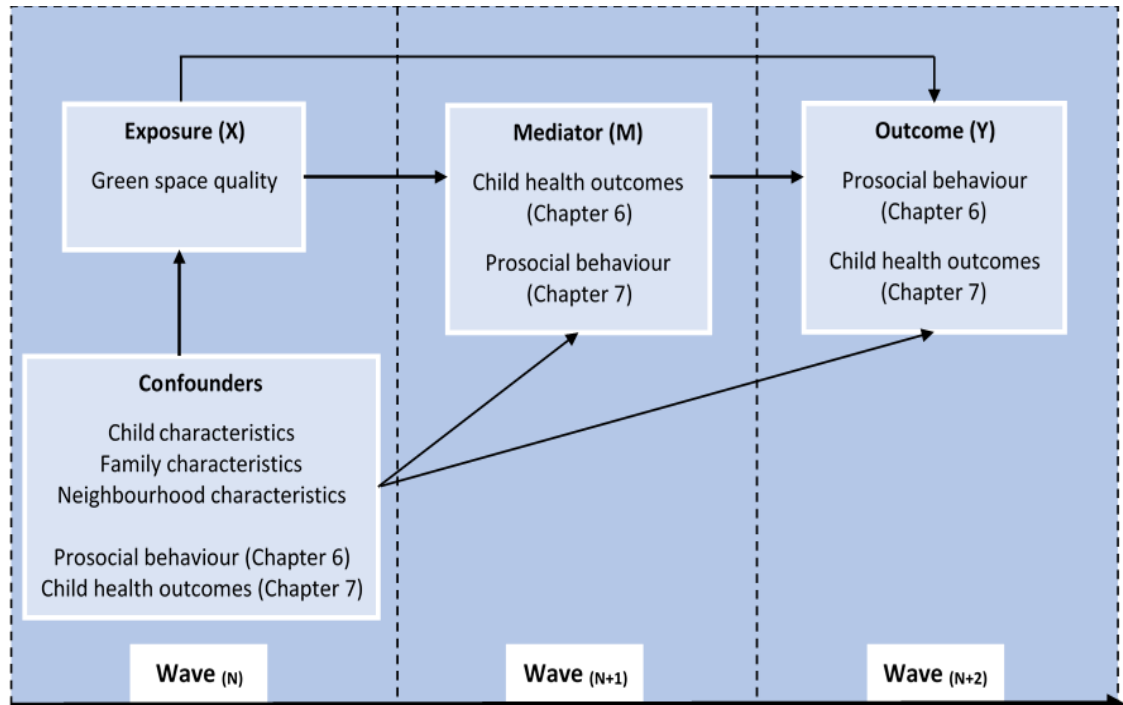 Exposure (X)
Green space quality
Mediator (M)
Child health outcomes
(Chapter 6)
Prosocial behaviour
(Chapter 7)
Outcome (Y)
Prosocial behaviour
(Chapter 6)
Child health outcomes
(Chapter 7)
Confounders
Child characteristics
Family characteristics
Neighbourhood characteristics
Prosocial behaviour (Chapter 6)
Child health outcomes (Chapter 7)
Wave (N)
Wave (N+1)
Wave (N+2)